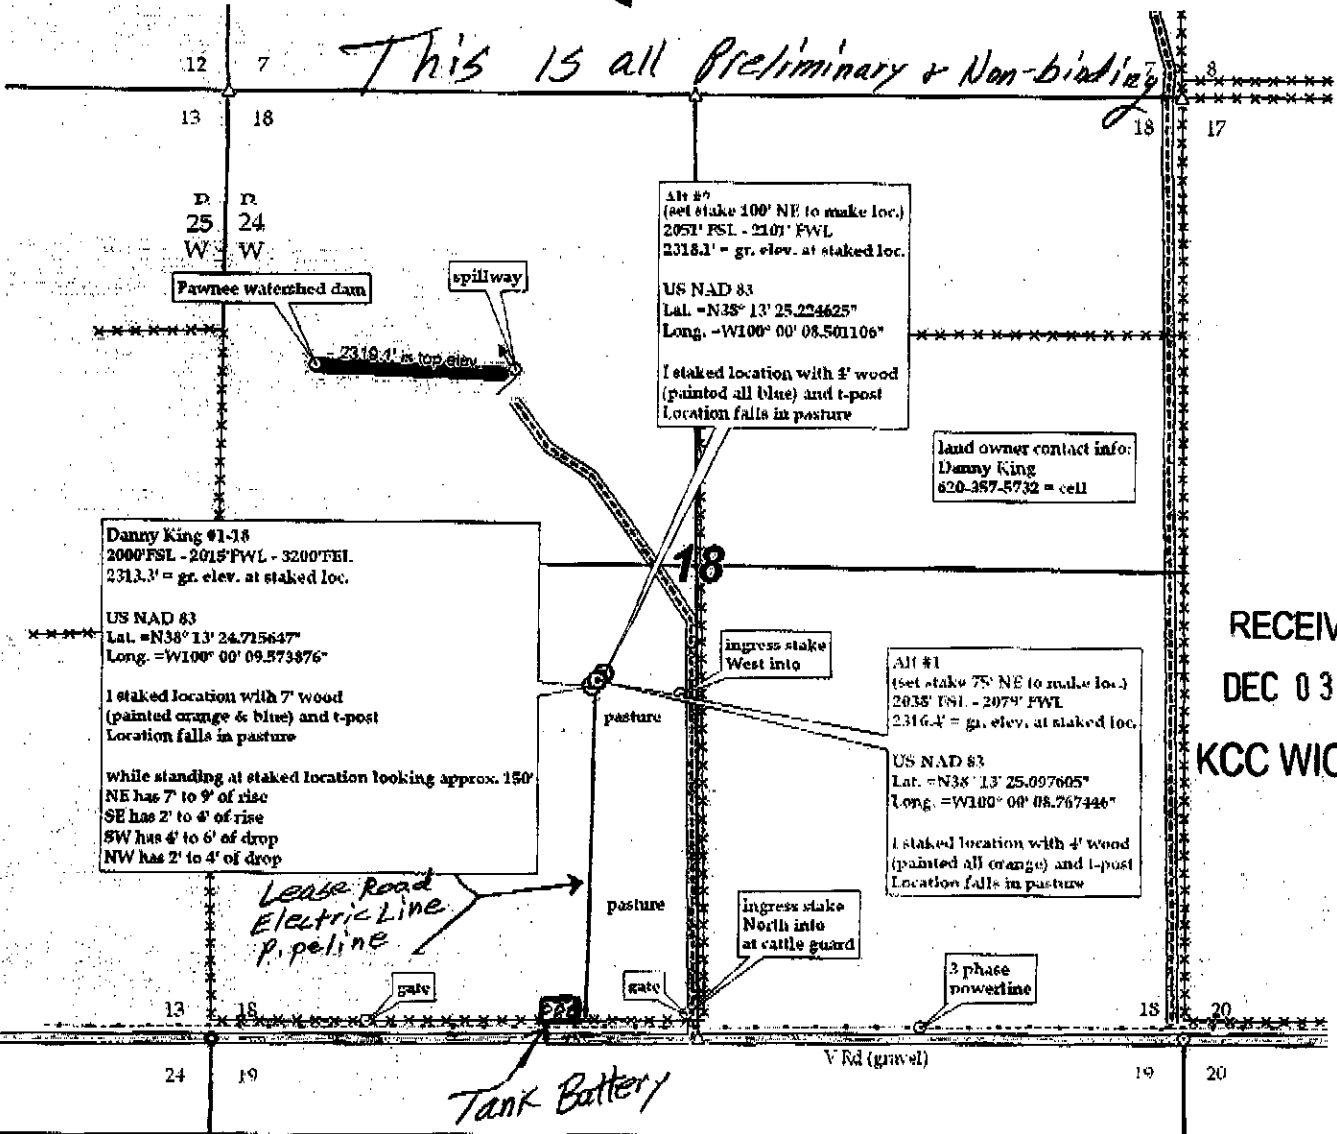 This is all Preliminary & Non-binding
12 7
7 8
13 18
18 17
R R
25 24
W W
Pawnee watershed dam
spillway
2319.4' is top elev
Alt #2
(set stake 100' NE to make loc.)
2051' FSL - 2101' FWL
2318.1' = gr. elev. at staked loc.
US NAD 83
Lat. =N38° 13' 25.224625"
Long. =W100° 00' 08.501106"
I staked location with 4' wood
(painted all blue) and t-post
Location falls in pasture
land owner contact info:
Danny King
620-357-5732 = cell
Danny King #1-18
2000'FSL - 2015'FWL - 3200'FEL
2313.3' = gr. elev. at staked loc.
US NAD 83
Lat. =N38° 13' 24.715647"
Long. =W100° 00' 09.573876"
I staked location with 7' wood
(painted orange & blue) and t-post
Location falls in pasture
while standing at staked location looking approx. 150'
NE has 7' to 9' of rise
SE has 2' to 4' of rise
SW has 4' to 6' of drop
NW has 2' to 4' of drop
18
ingress stake
West into
pasture
Alt #1
(set stake 75' NE to make loc.)
2038' FSL - 2079' FWL
2316.4' = gr. elev. at staked loc.
US NAD 83
Lat. =N38° 13' 25.097605"
Long. =W100° 00' 08.767446"
I staked location with 4' wood
(painted all orange) and t-post
Location falls in pasture
RECEIV
DEC 03
KCC WIC
Lease Road
Electric Line
Pipeline
pasture
ingress stake
North into
at cattle guard
gate
gate
3 phase
powerline
13 18
18 20
V Rd (gravel)
24 19
19 20
Tank Battery